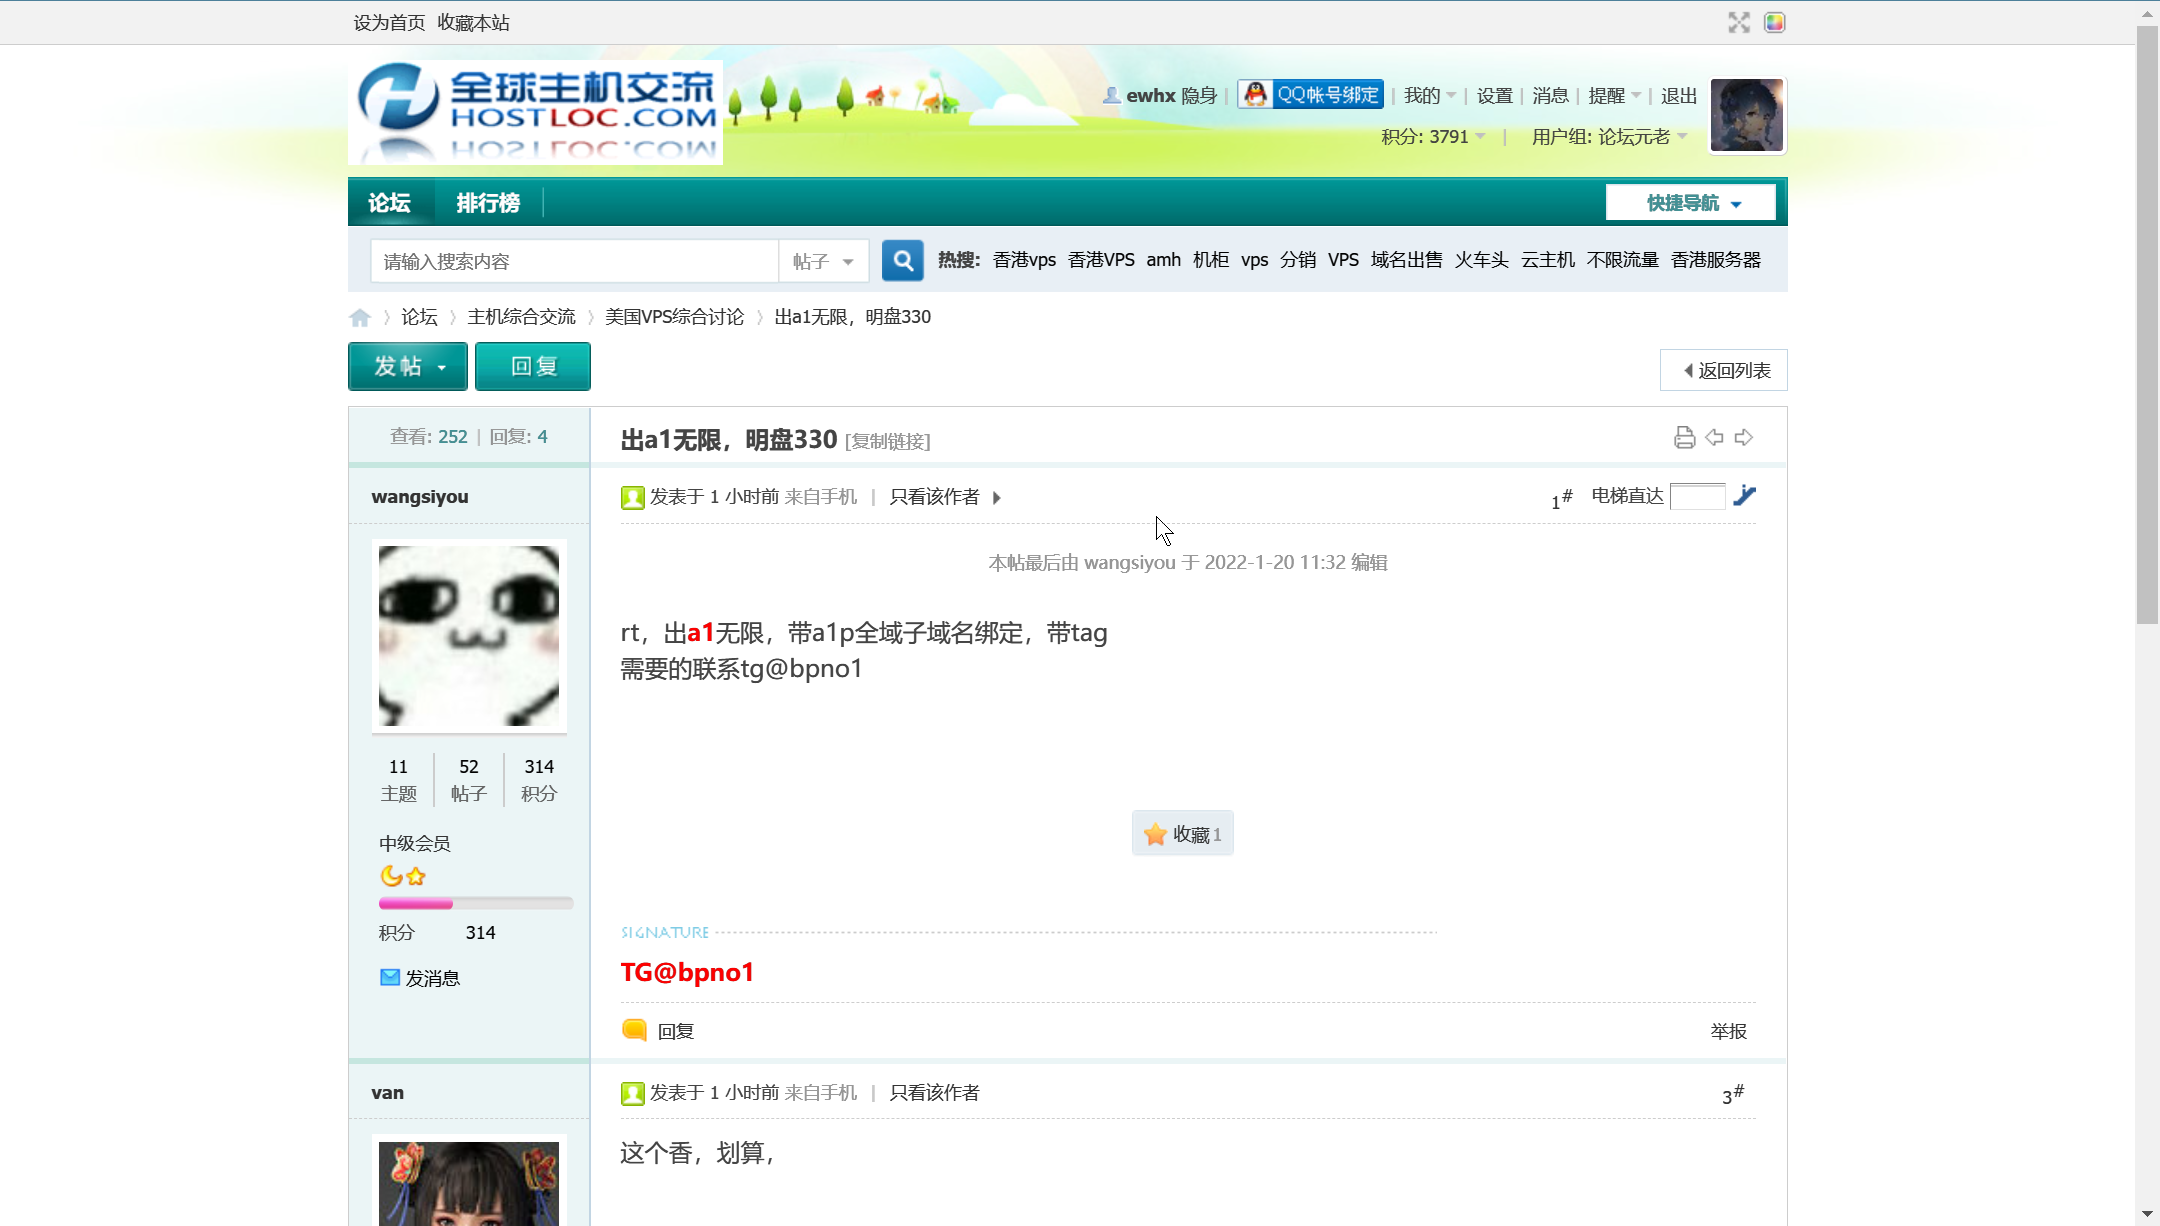 设为首页 收藏本站
全球主机交流
HOSTLOC.COM
ewhx 隐身 | QQ帐号绑定 | 我的 | 设置 | 消息 | 提醒 | 退出
积分: 3791 | 用户组: 论坛元老
论坛 排行榜 快捷导航
请输入搜索内容 帖子 热搜: 香港vps 香港VPS amh 机柜 vps 分销 VPS 域名出售 火车头 云主机 不限流量 香港服务器
论坛 〉 主机综合交流 〉 美国VPS综合讨论 〉 出a1无限，明盘330
发帖 回复 返回列表
查看: 252 | 回复: 4
出a1无限，明盘330 [复制链接]
wangsiyou
发表于 1 小时前 来自手机 | 只看该作者 1# 电梯直达
本帖最后由 wangsiyou 于 2022-1-20 11:32 编辑
rt，出a1无限，带a1p全域子域名绑定，带tag
需要的联系tg@bpno1
11 52 314
主题 帖子 积分
中级会员
积分 314
发消息
收藏1
SIGNATURE
TG@bpno1
回复 举报
van
发表于 1 小时前 来自手机 | 只看该作者 3#
这个香，划算，